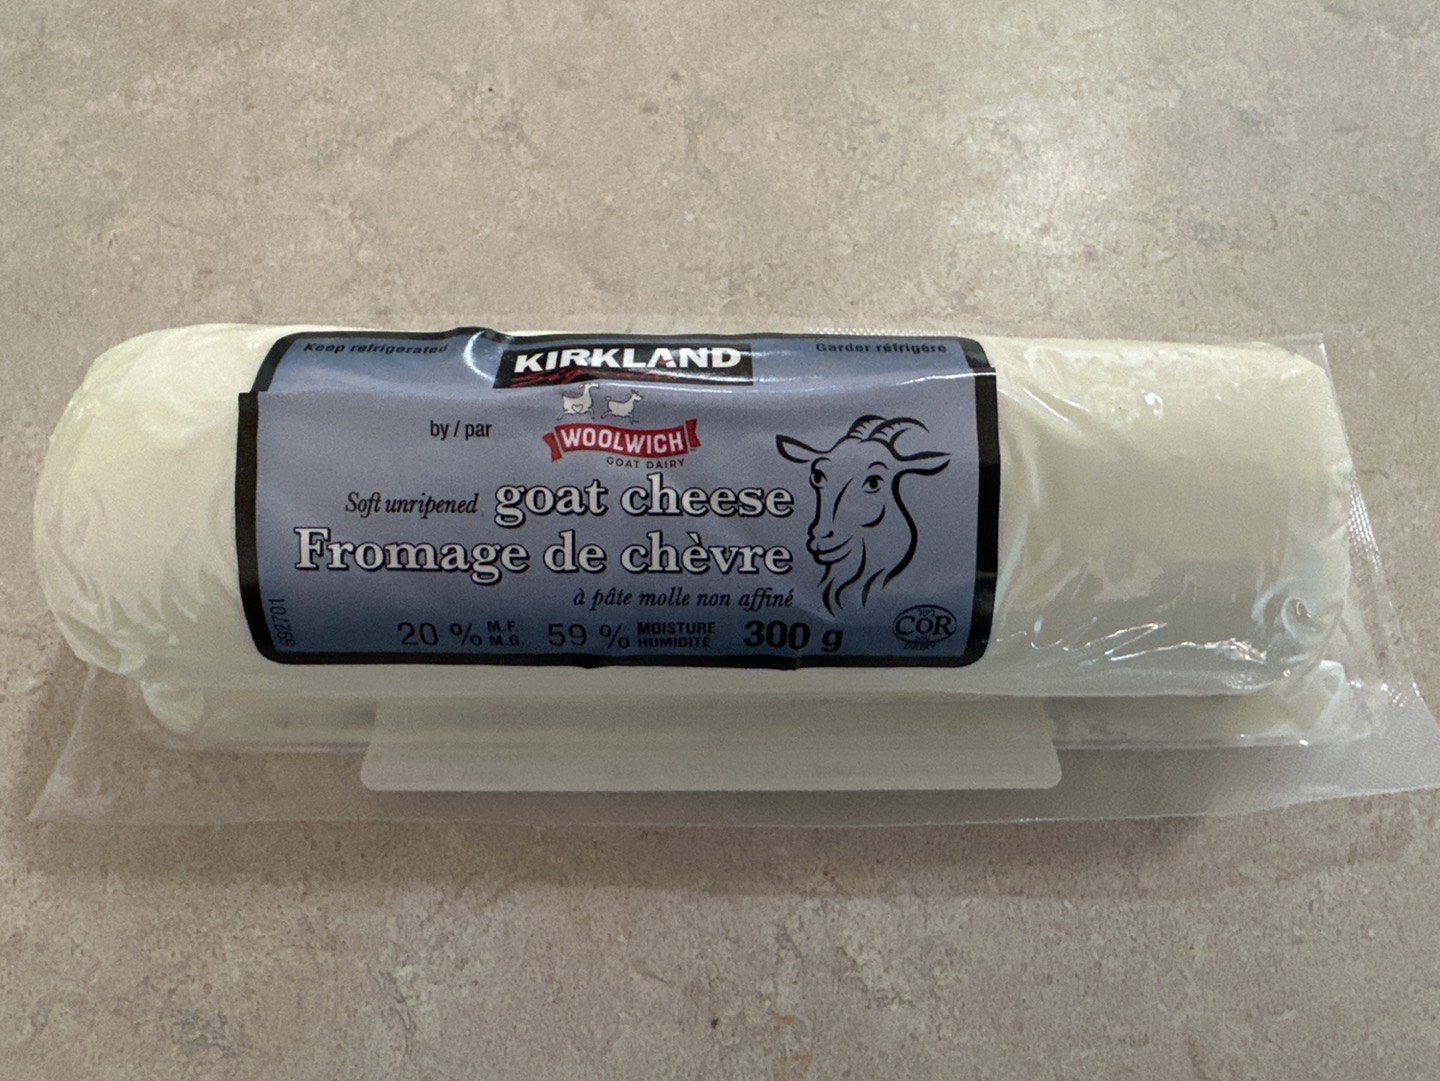 Keep refrigerated
KIRKLAND
Garder réfrigéré
by / par
WOOLWICH
GOAT DAIRY
Soft unripened goat cheese
Fromage de chèvre
à pâte molle non affiné
20 % M.F. M.G. 59 % MOISTURE HUMIDITÉ 300 g
COR
DAIRY
692701